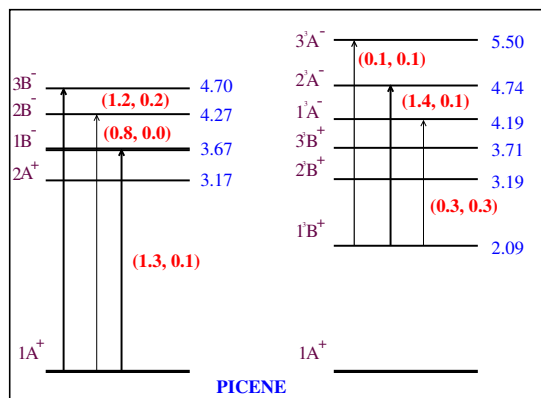 3B⁻ 4.70
(1.2, 0.2)
2B⁻ 4.27
(0.8, 0.0)
1B⁻ 3.67
2A⁺ 3.17
(1.3, 0.1)
1A⁺
3³A⁻ 5.50
(0.1, 0.1)
2³A⁻ 4.74
(1.4, 0.1)
1³A⁻ 4.19
3³B⁺ 3.71
2³B⁺ 3.19
(0.3, 0.3)
1³B⁺ 2.09
1A⁺
PICENE